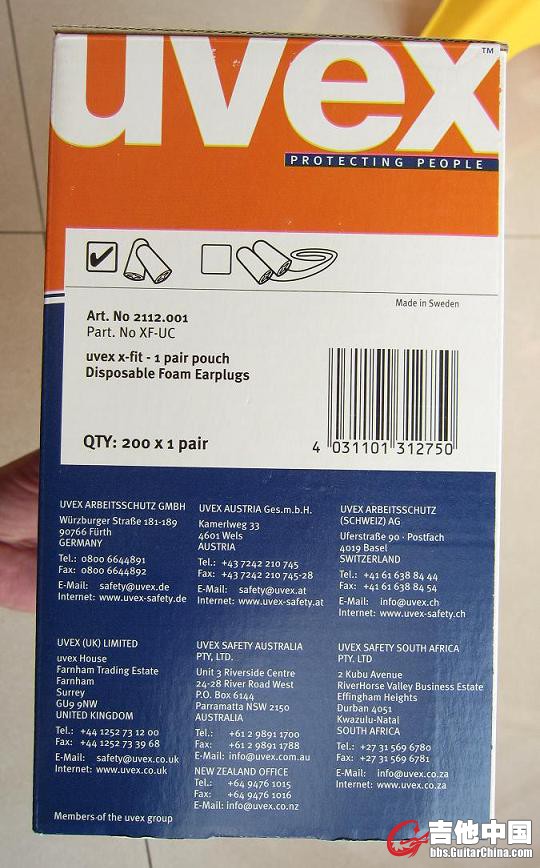 uvex
TM
PROTECTING PEOPLE
Made in Sweden
Art. No 2112.001
Part. No XF-UC
uvex x-fit - 1 pair pouch
Disposable Foam Earplugs
QTY: 200 x 1 pair
4 031101 312750
UVEX ARBEITSSCHUTZ GMBH
Würzburger Straße 181-189
90766 Fürth
GERMANY
Tel.: 0800 6644891
Fax: 0800 6644892
E-Mail: safety@uvex.de
Internet: www.uvex-safety.de
UVEX AUSTRIA Ges.m.b.H.
Kamerlweg 33
4601 Wels
AUSTRIA
Tel.: +43 7242 210 745
Fax: +43 7242 210 745-28
E-Mail: safety@uvex.at
Internet: www.uvex-safety.at
UVEX ARBEITSSCHUTZ
(SCHWEIZ) AG
Uferstraße 90 · Postfach
4019 Basel
SWITZERLAND
Tel.: +41 61 638 84 44
Fax: +41 61 638 84 54
E-Mail: info@uvex.ch
Internet: www.uvex-safety.ch
UVEX (UK) LIMITED
uvex House
Farnham Trading Estate
Farnham
Surrey
GU9 9NW
UNITED KINGDOM
Tel.: +44 1252 73 12 00
Fax: +44 1252 73 39 68
E-Mail: safety@uvex.co.uk
Internet: www.uvex.co.uk
UVEX SAFETY AUSTRALIA
PTY, LTD.
Unit 3 Riverside Centre
24-28 River Road West
P.O. Box 6144
Parramatta NSW 2150
AUSTRALIA
Tel.: +61 2 9891 1700
Fax: +61 2 9891 1788
E-Mail: info@uvex.com.au
NEW ZEALAND OFFICE
Tel.: +64 9476 1015
Fax: +64 9476 1016
E-Mail: info@uvex.co.nz
UVEX SAFETY SOUTH AFRICA
PTY. LTD
2 Kubu Avenue
RiverHorse Valley Business Estate
Effingham Heights
Durban 4051
Kwazulu-Natal
SOUTH AFRICA
Tel.: +27 31 569 6780
Fax: +27 31 569 6781
E-Mail: info@uvex.co.za
Internet: www.uvex.co.za
Members of the uvex group
吉他中国
bbs.GuitarChina.com